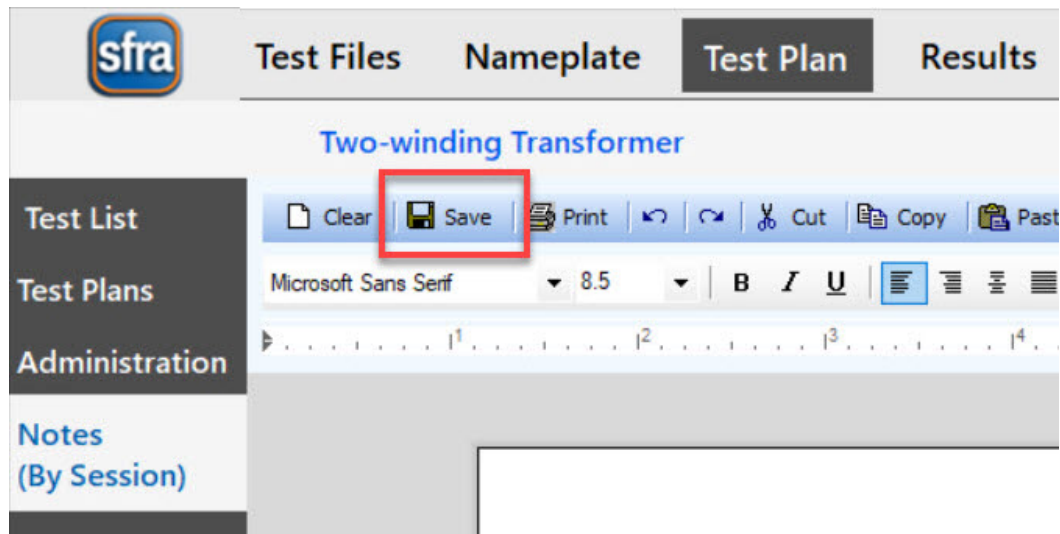 sfra Test Files Nameplate Test Plan Results
Two-winding Transformer
Test List
Test Plans
Administration
Notes
(By Session)
Clear Save Print Cut Copy Past
Microsoft Sans Serif 8.5 B I U
1 2 3 4